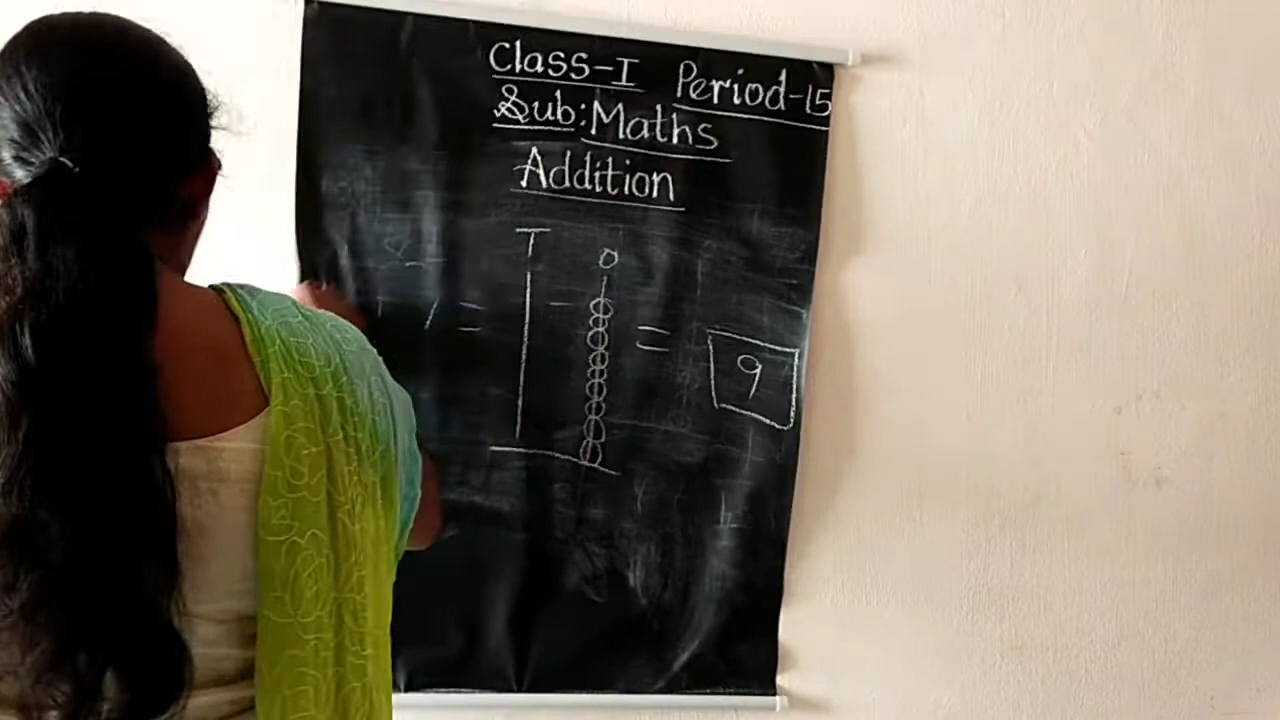 Class-I Period-15
Sub: Maths
Addition
T O
= = 9